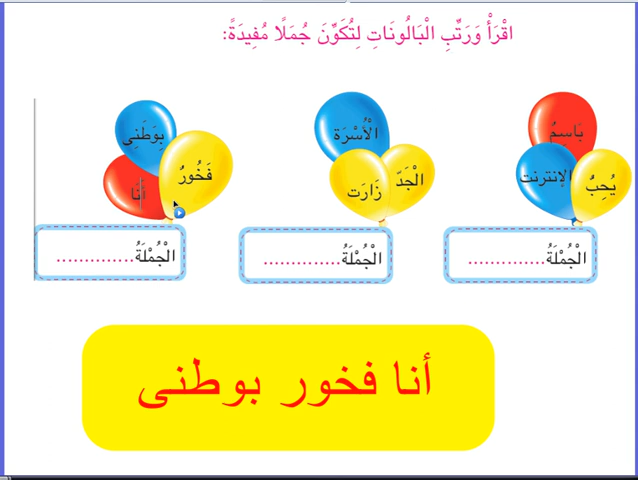 اقْرَأْ وَرَتِّبِ الْبَالُونَاتِ لِتُكَوِّنَ جُمَلًا مُفِيدَةً:
بَاسِمُ
الإنترنت
يُحِبُّ
الْأُسْرَة
الْجَدّ
زَارَت
بِوَطَنِى
فَخُورٌ
أَنَا
الْجُمْلَةُ..............
الْجُمْلَةُ..............
الْجُمْلَةُ..............
أنا فخور بوطنى